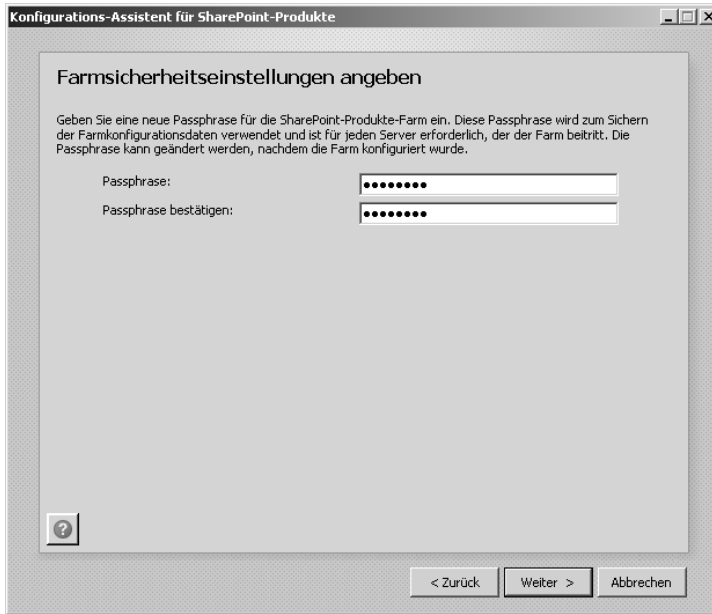 Konfigurations-Assistent für SharePoint-Produkte
Farmsicherheitseinstellungen angeben
Geben Sie eine neue Passphrase für die SharePoint-Produkte-Farm ein. Diese Passphrase wird zum Sichern
der Farmkonfigurationsdaten verwendet und ist für jeden Server erforderlich, der der Farm beitritt. Die
Passphrase kann geändert werden, nachdem die Farm konfiguriert wurde.
Passphrase: ●●●●●●●●
Passphrase bestätigen: ●●●●●●●●
?
< Zurück Weiter > Abbrechen